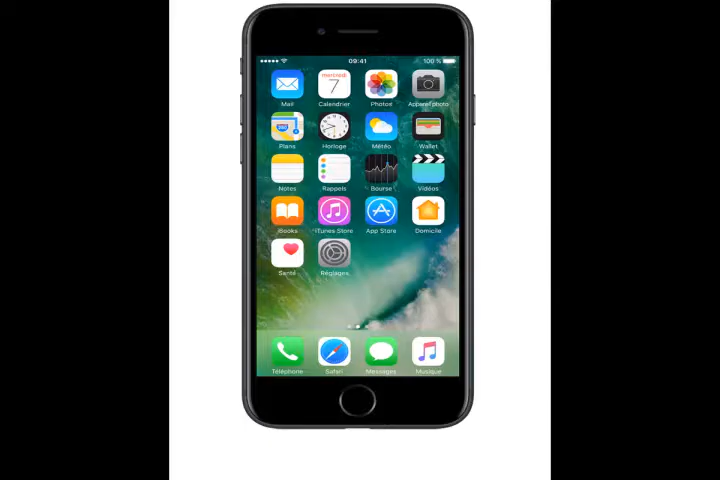 09:41 100 %
mercredi
7
Mail Calendrier Photos Appareil photo
280
Plans Horloge Météo Wallet
Notes Rappels Bourse Vidéos
iBooks iTunes Store App Store Domicile
Santé Réglages
Téléphone Safari Messages Musique